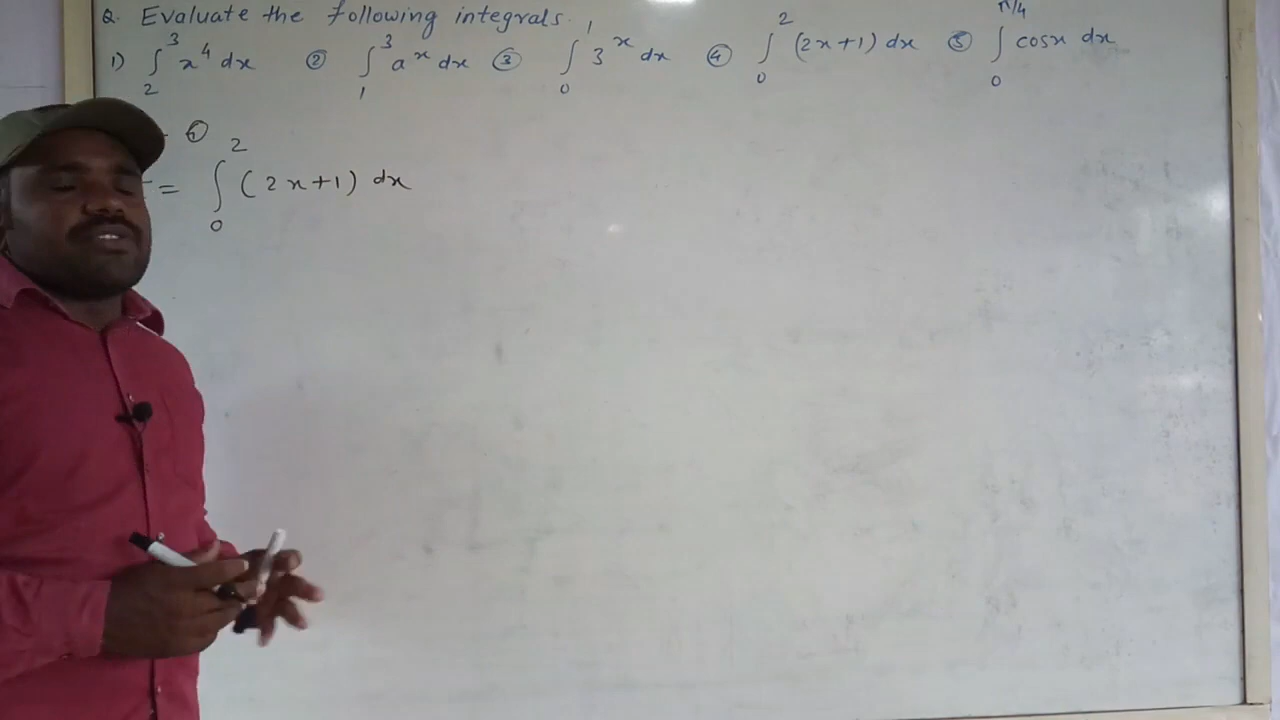 Q. Evaluate the following integrals.
1) ∫₂³ x⁴ dx ② ∫₁³ aˣ dx ③ ∫₀¹ 3ˣ dx ④ ∫₀² (2x+1) dx ⑤ ∫₀^(π/4) cosx dx
= ∫₀² (2x+1) dx